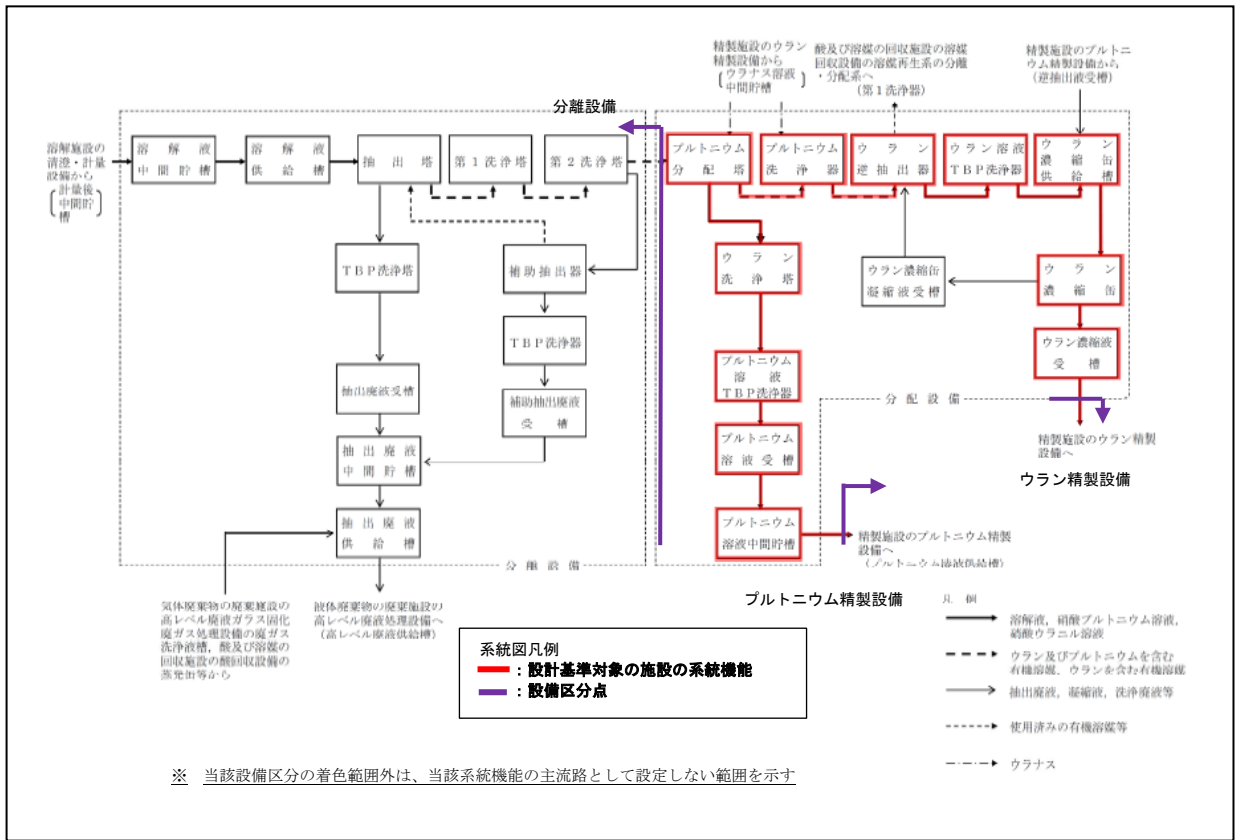 精製施設のウラン
精製設備から
ウラナス溶液
中間貯槽
酸及び溶媒の回収施設の溶媒
回収設備の溶媒再生系の分離
・分配系へ
(第1洗浄器)
精製施設のプルトニ
ウム精製設備から
(逆抽出液受槽)
分離設備
溶解施設の
清澄・計量
設備から
計量後
中間貯
槽
溶解液
中間貯槽
溶解液
供給槽
抽出塔
第1洗浄塔
第2洗浄塔
プルトニウム
分配塔
プルトニウム
洗浄器
ウラン
逆抽出器
ウラン溶液
TBP洗浄器
ウラン
濃縮缶
供給槽
TBP洗浄塔
補助抽出器
ウラン
洗浄塔
ウラン濃縮缶
凝縮液受槽
ウラン
濃縮缶
TBP洗浄器
ウラン濃縮液
受槽
抽出廃液受槽
補助抽出廃液
受槽
プルトニウム
溶液
TBP洗浄器
分配設備
抽出廃液
中間貯槽
プルトニウム
溶液受槽
精製施設のウラン精製
設備へ
ウラン精製設備
抽出廃液
供給槽
プルトニウム
溶液中間貯槽
精製施設のプルトニウム精製
設備へ
(プルトニウム溶液供給槽)
分離設備
プルトニウム精製設備
気体廃棄物の廃棄施設の
高レベル廃液ガラス固化
廃ガス処理設備の廃ガス
洗浄液槽，酸及び溶媒の
回収施設の酸回収設備の
蒸発缶等から
液体廃棄物の廃棄施設の
高レベル廃液処理設備へ
(高レベル廃液供給槽)
凡例
溶解液，硝酸プルトニウム溶液，
硝酸ウラニル溶液
ウラン及びプルトニウムを含む
有機溶媒，ウランを含む有機溶媒
抽出廃液，凝縮液，洗浄廃液等
使用済みの有機溶媒等
ウラナス
系統図凡例
：設計基準対象の施設の系統機能
：設備区分点
※ 当該設備区分の着色範囲外は、当該系統機能の主流路として設定しない範囲を示す